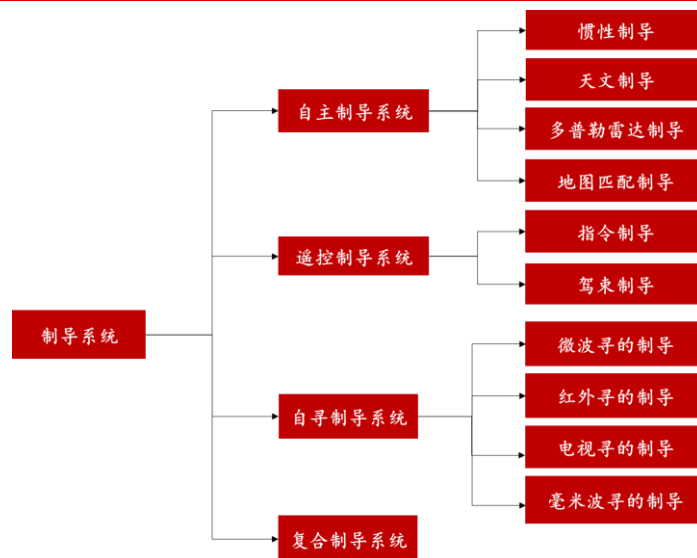 制导系统
自主制导系统
惯性制导
天文制导
多普勒雷达制导
地图匹配制导
遥控制导系统
指令制导
驾束制导
自寻制导系统
微波寻的制导
红外寻的制导
电视寻的制导
毫米波寻的制导
复合制导系统